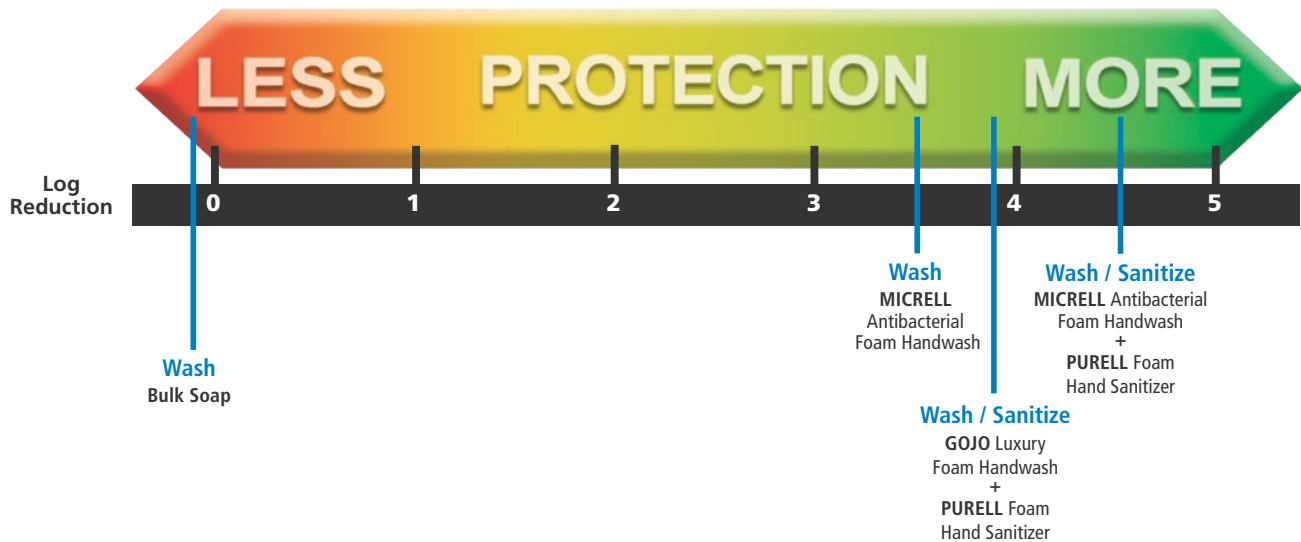 LESS PROTECTION MORE
Log
Reduction
0 1 2 3 4 5
Wash
Bulk Soap
Wash
MICRELL
Antibacterial
Foam Handwash
Wash / Sanitize
GOJO Luxury
Foam Handwash
+
PURELL Foam
Hand Sanitizer
Wash / Sanitize
MICRELL Antibacterial
Foam Handwash
+
PURELL Foam
Hand Sanitizer